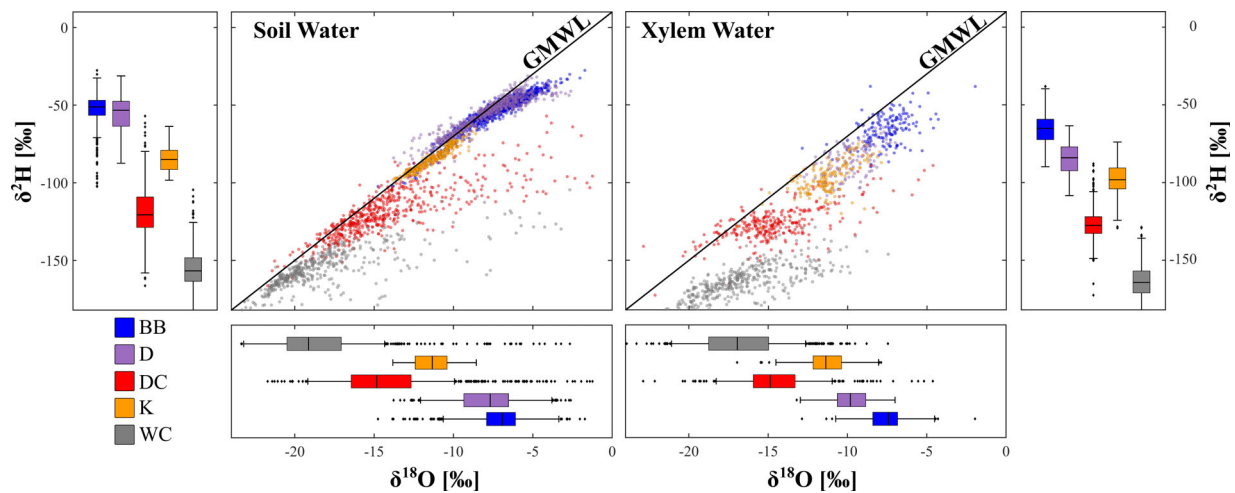 Soil Water
GMWL
Xylem Water
GMWL
0
-50
-100
-150
δ²H [‰]
0
-50
-100
-150
δ²H [‰]
BB
D
DC
K
WC
-20
-15
-10
-5
0
δ¹⁸O [‰]
-20
-15
-10
-5
0
δ¹⁸O [‰]